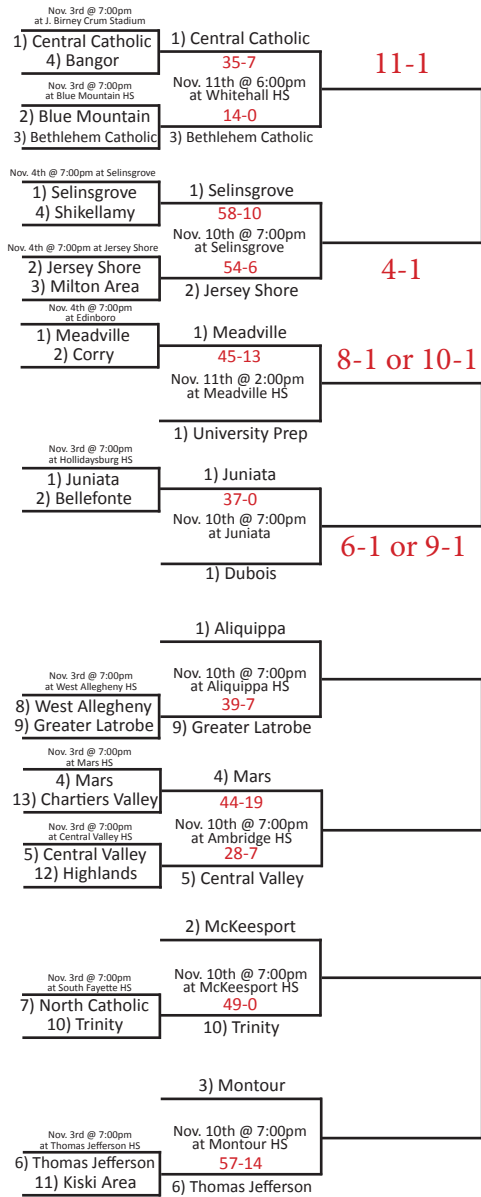 Nov. 3rd @ 7:00pm
at J. Birney Crum Stadium
1) Central Catholic
4) Bangor
1) Central Catholic
35-7
11-1
Nov. 3rd @ 7:00pm
at Blue Mountain HS
Nov. 11th @ 6:00pm
at Whitehall HS
2) Blue Mountain
3) Bethlehem Catholic
14-0
3) Bethlehem Catholic
Nov. 4th @ 7:00pm at Selinsgrove
1) Selinsgrove
4) Shikellamy
1) Selinsgrove
58-10
Nov. 10th @ 7:00pm
at Selinsgrove
Nov. 4th @ 7:00pm at Jersey Shore
2) Jersey Shore
3) Milton Area
54-6
2) Jersey Shore
4-1
Nov. 4th @ 7:00pm
at Edinboro
1) Meadville
2) Corry
1) Meadville
45-13
8-1 or 10-1
Nov. 11th @ 2:00pm
at Meadville HS
1) University Prep
Nov. 3rd @ 7:00pm
at Hollidaysburg HS
1) Juniata
2) Bellefonte
1) Juniata
37-0
Nov. 10th @ 7:00pm
at Juniata
6-1 or 9-1
1) Dubois
1) Aliquippa
Nov. 3rd @ 7:00pm
at West Allegheny HS
Nov. 10th @ 7:00pm
at Aliquippa HS
8) West Allegheny
9) Greater Latrobe
39-7
9) Greater Latrobe
Nov. 3rd @ 7:00pm
at Mars HS
4) Mars
13) Chartiers Valley
4) Mars
44-19
Nov. 3rd @ 7:00pm
at Central Valley HS
Nov. 10th @ 7:00pm
at Ambridge HS
5) Central Valley
12) Highlands
28-7
5) Central Valley
2) McKeesport
Nov. 3rd @ 7:00pm
at South Fayette HS
Nov. 10th @ 7:00pm
at McKeesport HS
7) North Catholic
10) Trinity
49-0
10) Trinity
3) Montour
Nov. 3rd @ 7:00pm
at Thomas Jefferson HS
Nov. 10th @ 7:00pm
at Montour HS
6) Thomas Jefferson
11) Kiski Area
57-14
6) Thomas Jefferson